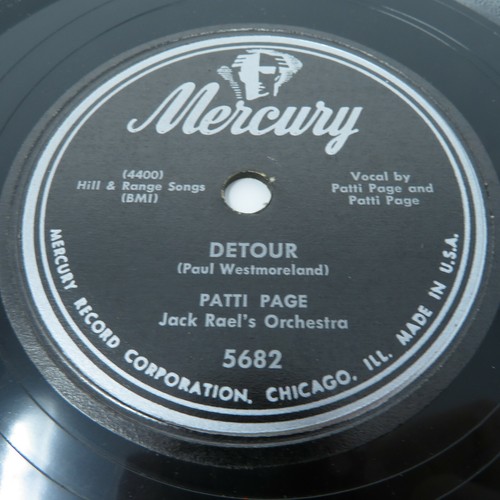 Mercury
(4400)
Hill & Range Songs
(BMI)
Vocal by
Patti Page and
Patti Page
DETOUR
(Paul Westmoreland)
PATTI PAGE
Jack Rael's Orchestra
5682
MERCURY RECORD CORPORATION, CHICAGO, ILL. MADE IN U.S.A.